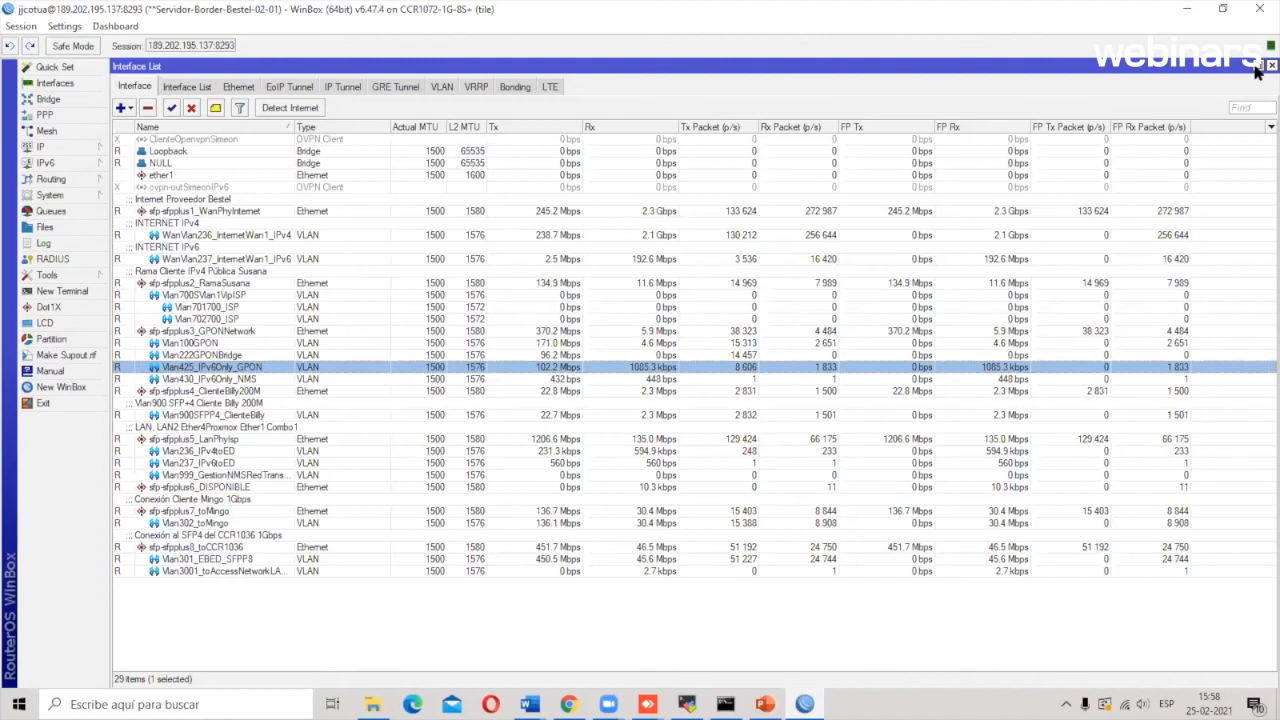 jjcotua@189.202.195.137:8293 (**Servidor-Border-Bestel-02-01) - WinBox (64bit) v6.47.4 on CCR1072-1G-8S+ (tile)
Session Settings Dashboard
Safe Mode Session: 189.202.195.137:8293
webinars
Quick Set
Interfaces
Bridge
PPP
Mesh
IP
IPv6
Routing
System
Queues
Files
Log
RADIUS
Tools
New Terminal
Dot1X
LCD
Partition
Make Supout.rif
Manual
New WinBox
Exit
RouterOS WinBox
Interface List
Interface Interface List Ethernet EoIP Tunnel IP Tunnel GRE Tunnel VLAN VRRP Bonding LTE
Detect Internet Find
Name Type Actual MTU L2 MTU Tx Rx Tx Packet (p/s) Rx Packet (p/s) FP Tx FP Rx FP Tx Packet (p/s) FP Rx Packet (p/s)
X ClienteOpenvpnSimeon OVPN Client 0 bps 0 bps 0 0 0 bps 0 bps 0 0
R Loopback Bridge 1500 65535 0 bps 0 bps 0 0 0 bps 0 bps 0 0
R NULL Bridge 1500 65535 0 bps 0 bps 0 0 0 bps 0 bps 0 0
ether1 Ethernet 1500 1600 0 bps 0 bps 0 0 0 bps 0 bps 0 0
X ovpn-outSimeonIPv6 OVPN Client 0 bps 0 bps 0 0 0 bps 0 bps 0 0
;;; Internet Proveedor Bestel
R sfp-sfpplus1_WanPhyInternet Ethernet 1500 1580 245.2 Mbps 2.3 Gbps 133 624 272 987 245.2 Mbps 2.3 Gbps 133 624 272 987
;;; INTERNET IPv4
R WanVlan236_InternetWan1_IPv4 VLAN 1500 1576 238.7 Mbps 2.1 Gbps 130 212 256 644 0 bps 2.1 Gbps 0 256 644
;;; INTERNET IPv6
R WanVlan237_InternetWan1_IPv6 VLAN 1500 1576 2.5 Mbps 192.6 Mbps 3 536 16 420 0 bps 192.6 Mbps 0 16 420
;;; Rama Cliente IPv4 Pública Susana
R sfp-sfpplus2_RamaSusana Ethernet 1500 1580 134.9 Mbps 11.6 Mbps 14 969 7 989 134.9 Mbps 11.6 Mbps 14 969 7 989
R Vlan700SVlan1VipISP VLAN 1500 1576 0 bps 0 bps 0 0 0 bps 0 bps 0 0
R Vlan701700_ISP VLAN 1500 1572 0 bps 0 bps 0 0 0 bps 0 bps 0 0
R Vlan702700_ISP VLAN 1500 1572 0 bps 0 bps 0 0 0 bps 0 bps 0 0
R sfp-sfpplus3_GPONNetwork Ethernet 1500 1580 370.2 Mbps 5.9 Mbps 38 323 4 484 370.2 Mbps 5.9 Mbps 38 323 4 484
R Vlan100GPON VLAN 1500 1576 171.0 Mbps 4.6 Mbps 15 313 2 651 0 bps 4.6 Mbps 0 2 651
R Vlan222GPONBridge VLAN 1500 1576 96.2 Mbps 0 bps 14 457 0 0 bps 0 bps 0 0
R Vlan425_IPv6Only_GPON VLAN 1500 1576 102.2 Mbps 1085.3 kbps 8 606 1 833 0 bps 1085.3 kbps 0 1 833
R Vlan430_IPv6Only_NMS VLAN 1500 1576 432 bps 448 bps 1 1 0 bps 448 bps 0 1
R sfp-sfpplus4_ClienteBilly200M Ethernet 1500 1580 22.8 Mbps 2.3 Mbps 2 831 1 500 22.8 Mbps 2.3 Mbps 2 831 1 500
;;; Vlan900 SFP+4 Cliente Billy 200M
R Vlan900SFPP4_ClienteBilly VLAN 1500 1576 22.7 Mbps 2.3 Mbps 2 832 1 501 0 bps 2.3 Mbps 0 1 501
;;; LAN, LAN2 Ether4Proxmox Ether1 Combo1
R sfp-sfpplus5_LanPhyIsp Ethernet 1500 1580 1206.6 Mbps 135.0 Mbps 129 424 66 175 1206.6 Mbps 135.0 Mbps 129 424 66 175
R Vlan236_IPv4toED VLAN 1500 1576 231.3 kbps 594.9 kbps 248 233 0 bps 594.9 kbps 0 233
R Vlan237_IPv6toED VLAN 1500 1576 560 bps 560 bps 1 1 0 bps 560 bps 0 1
R Vlan999_GestionNMSRedTrans... VLAN 1500 1576 0 bps 0 bps 0 0 0 bps 0 bps 0 0
R sfp-sfpplus6_DISPONIBLE Ethernet 1500 1580 0 bps 10.3 kbps 0 11 0 bps 10.3 kbps 0 11
;;; Conexión Cliente Mingo 1Gbps
R sfp-sfpplus7_toMingo Ethernet 1500 1580 136.7 Mbps 30.4 Mbps 15 403 8 844 136.7 Mbps 30.4 Mbps 15 403 8 844
R Vlan302_toMingo VLAN 1500 1576 136.1 Mbps 30.4 Mbps 15 388 8 908 0 bps 30.4 Mbps 0 8 908
;;; Conexión al SFP4 del CCR1036 1Gbps
R sfp-sfpplus8_toCCR1036 Ethernet 1500 1580 451.7 Mbps 46.5 Mbps 51 192 24 750 451.7 Mbps 46.5 Mbps 51 192 24 750
R Vlan301_EBED_SFPP8 VLAN 1500 1576 450.5 Mbps 45.6 Mbps 51 227 24 744 0 bps 45.6 Mbps 0 24 744
R Vlan3001_toAccessNetworkLA... VLAN 1500 1576 0 bps 2.7 kbps 0 1 0 bps 2.7 kbps 0 1
29 items (1 selected)
Escribe aquí para buscar
ESP
15:58
25-02-2021